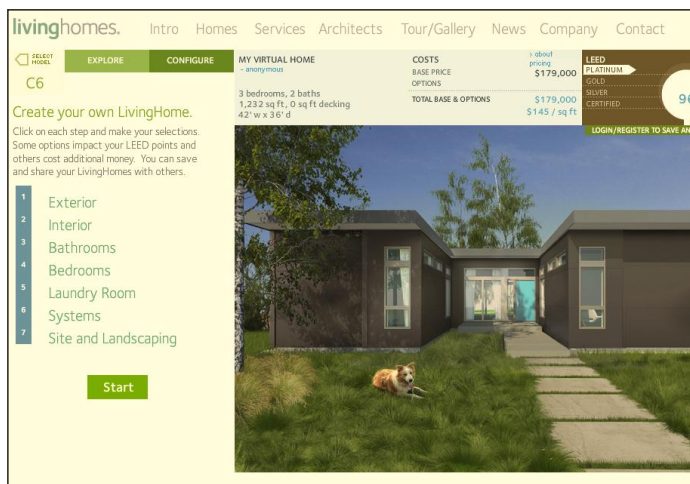 livinghomes. Intro Homes Services Architects Tour/Gallery News Company Contact
SELECT MODEL
EXPLORE
CONFIGURE
C6
Create your own LivingHome.
Click on each step and make your selections.
Some options impact your LEED points and
others cost additional money. You can save
and share your LivingHomes with others.
1 Exterior
2 Interior
3 Bathrooms
4 Bedrooms
5 Laundry Room
6 Systems
7 Site and Landscaping
Start
MY VIRTUAL HOME
- anonymous
3 bedrooms, 2 baths
1,232 sq ft, 0 sq ft decking
42' w x 36' d
COSTS
> about
pricing
BASE PRICE $179,000
OPTIONS
TOTAL BASE & OPTIONS $179,000
$145 / sq ft
LEED
PLATINUM
GOLD
SILVER
CERTIFIED
LOGIN/REGISTER TO SAVE AN